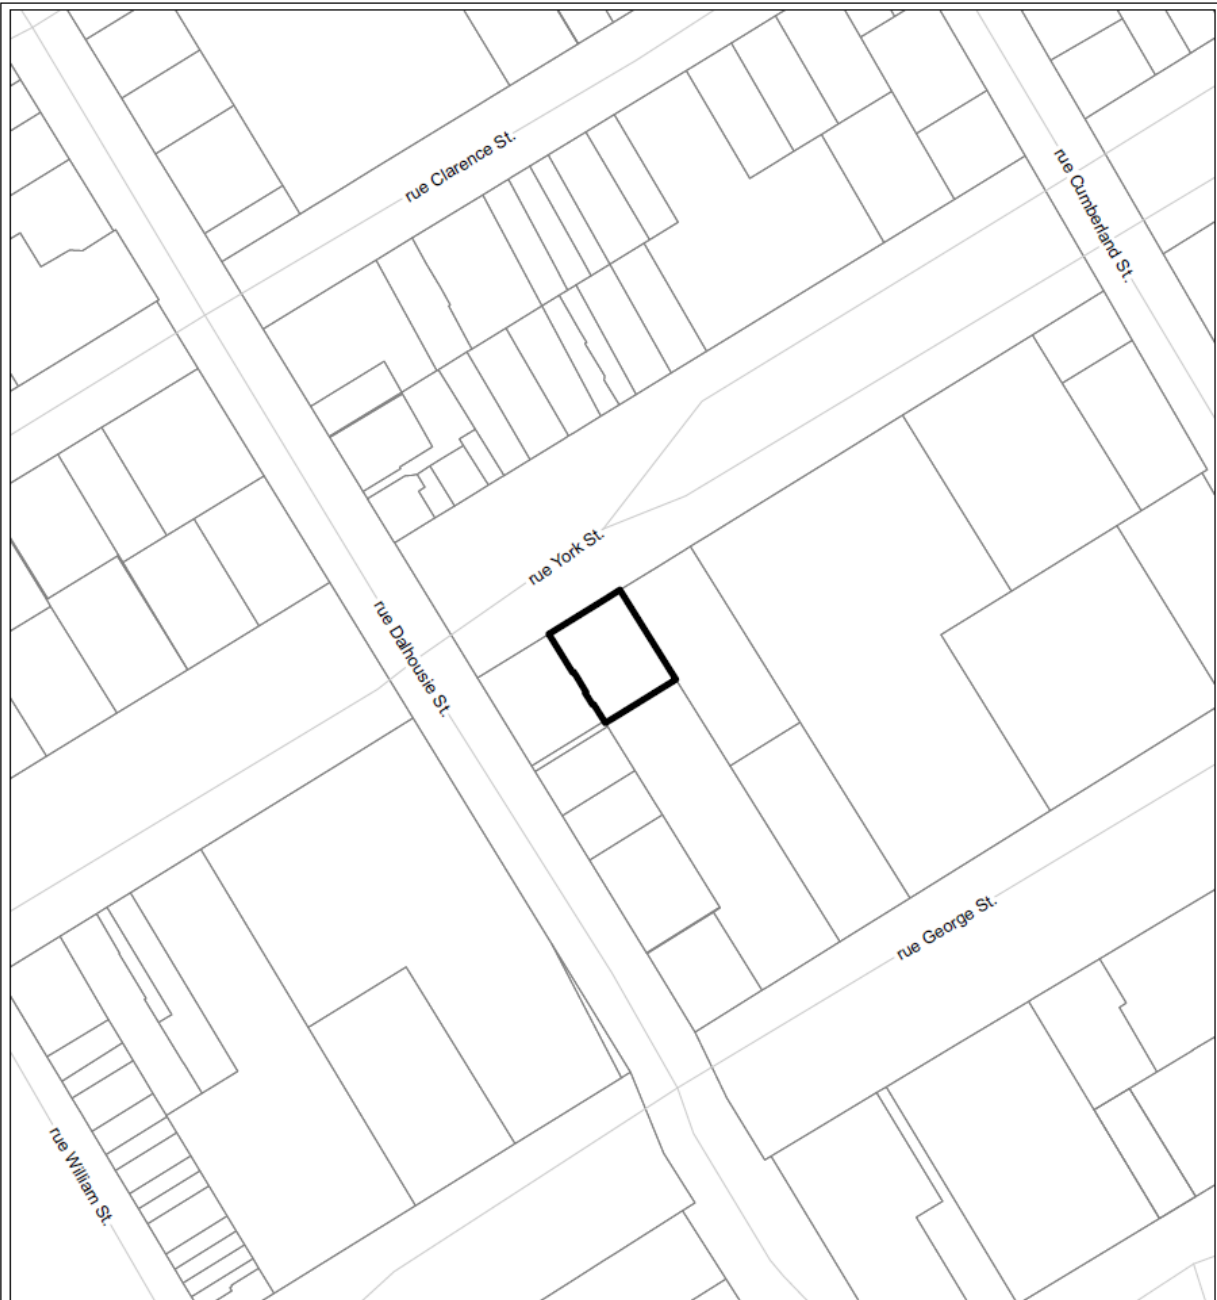 rue Clarence St.
rue Cumberland St.
rue York St.
rue Dalhousie St.
rue George St.
rue William St.